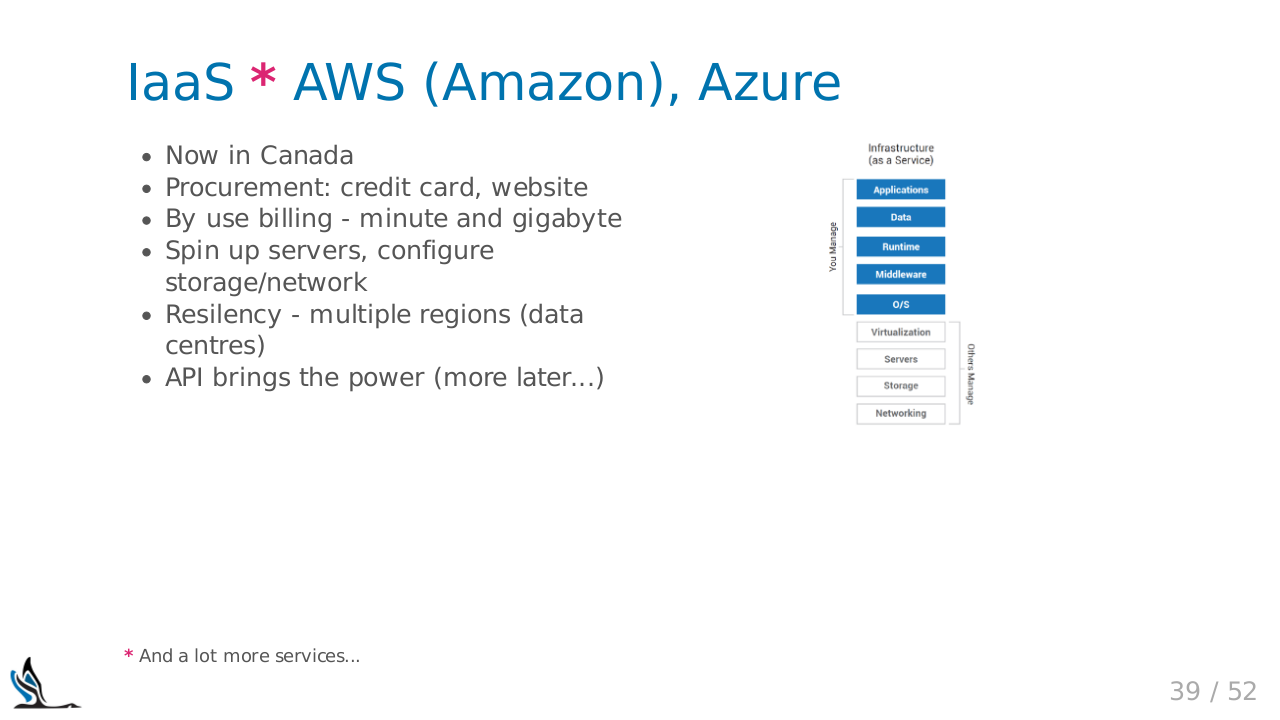 IaaS * AWS (Amazon), Azure
• Now in Canada
• Procurement: credit card, website
• By use billing - minute and gigabyte
• Spin up servers, configure
storage/network
• Resilency - multiple regions (data
centres)
• API brings the power (more later...)
Infrastructure
(as a Service)
You Manage
Applications
Data
Runtime
Middleware
O/S
Virtualization
Servers
Storage
Networking
Others Manage
* And a lot more services...
39 / 52